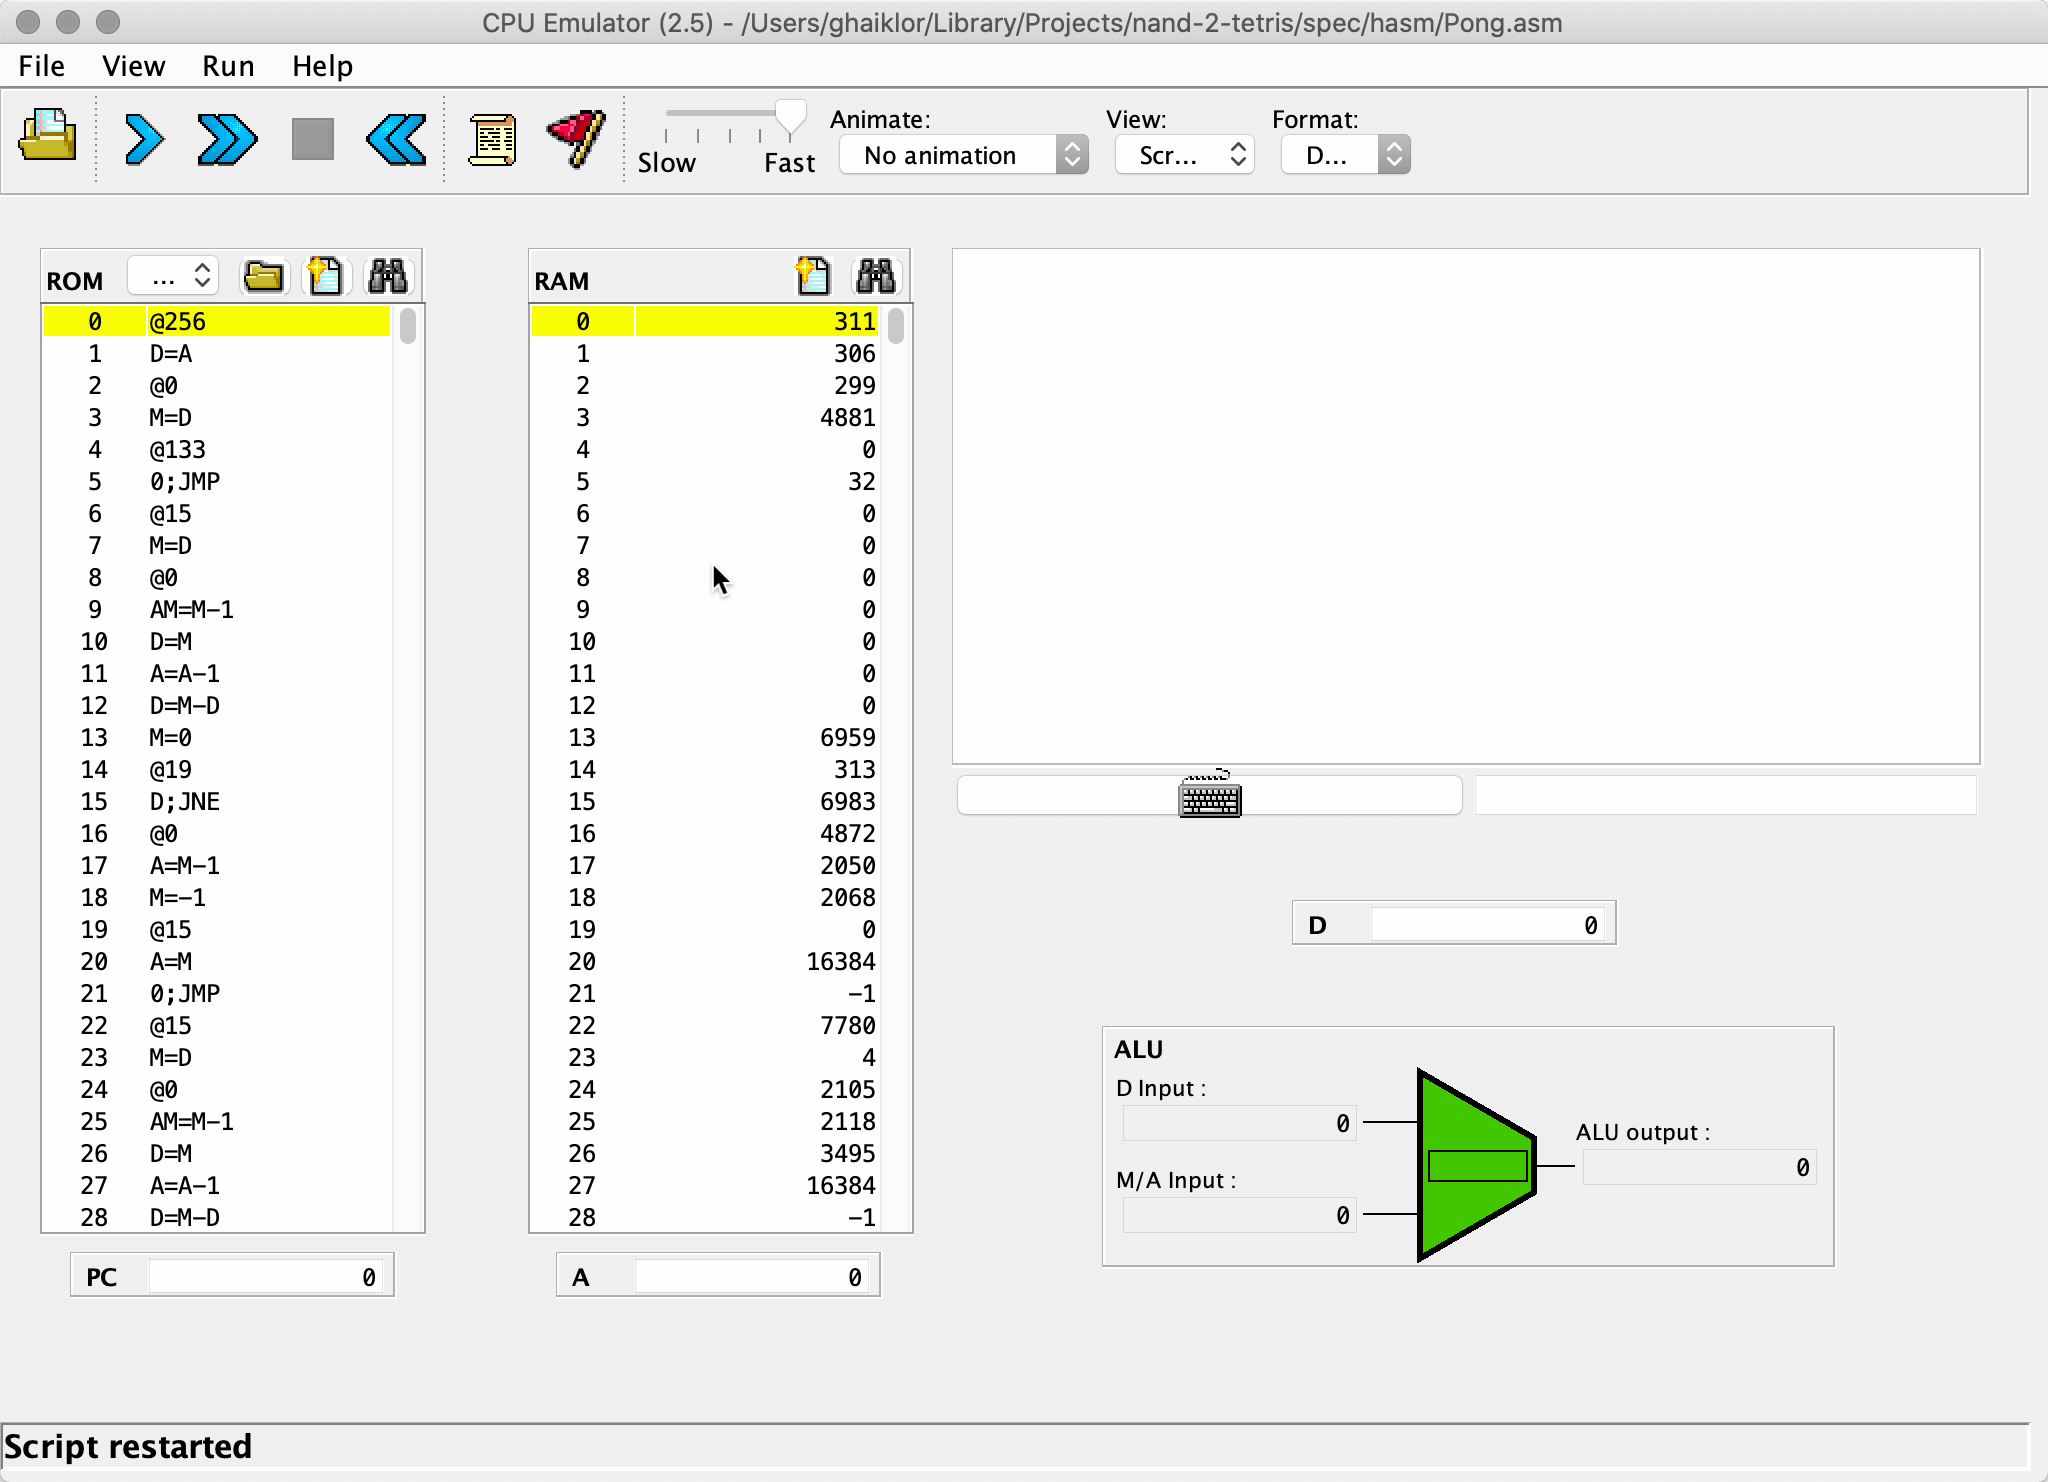 CPU Emulator (2.5) - /Users/ghaiklor/Library/Projects/nand-2-tetris/spec/hasm/Pong.asm
File View Run Help
Slow Fast
Animate:
No animation
View:
Scr...
Format:
D...
ROM ...
0 @256
1 D=A
2 @0
3 M=D
4 @133
5 0;JMP
6 @15
7 M=D
8 @0
9 AM=M-1
10 D=M
11 A=A-1
12 D=M-D
13 M=0
14 @19
15 D;JNE
16 @0
17 A=M-1
18 M=-1
19 @15
20 A=M
21 0;JMP
22 @15
23 M=D
24 @0
25 AM=M-1
26 D=M
27 A=A-1
28 D=M-D
PC 0
RAM
0 311
1 306
2 299
3 4881
4 0
5 32
6 0
7 0
8 0
9 0
10 0
11 0
12 0
13 6959
14 313
15 6983
16 4872
17 2050
18 2068
19 0
20 16384
21 -1
22 7780
23 4
24 2105
25 2118
26 3495
27 16384
28 -1
A 0
D 0
ALU
D Input :
0
M/A Input :
0
ALU output :
0
Script restarted